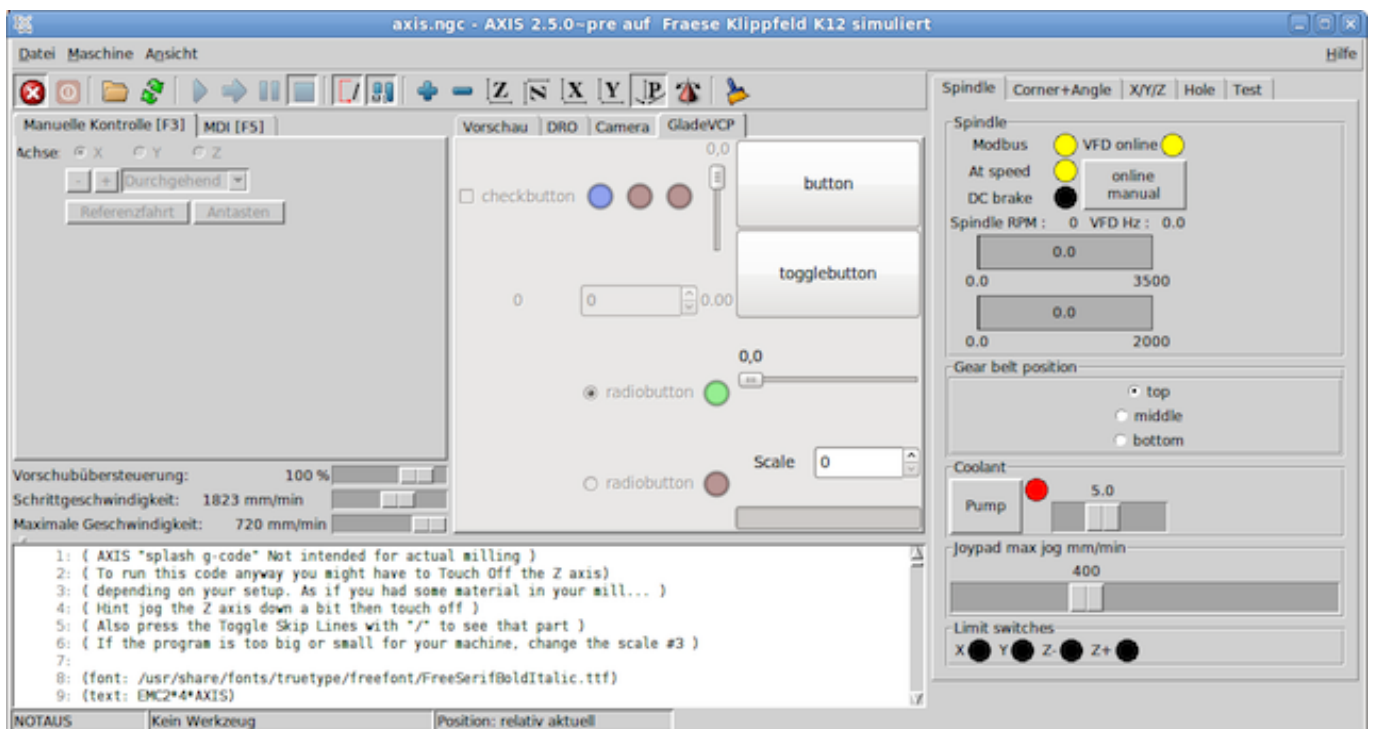 axis.ngc - AXIS 2.5.0~pre auf Fraese Klippfeld K12 simuliert
Datei Maschine Ansicht Hilfe
Z N X Y P
Manuelle Kontrolle [F3] MDI [F5]
Achse: X Y Z
- + Durchgehend
Referenzfahrt Antasten
Vorschau DRO Camera GladeVCP
0,0
checkbutton
button
togglebutton
0 0 0.00
0,0
radiobutton
Scale 0
radiobutton
Spindle Corner+Angle X/Y/Z Hole Test
Spindle
Modbus VFD online
At speed online
DC brake manual
Spindle RPM : 0 VFD Hz : 0.0
0.0
0.0 3500
0.0
0.0 2000
Gear belt position
top
middle
bottom
Coolant
Pump 5.0
Joypad max jog mm/min
400
Limit switches
X Y Z- Z+
Vorschubübersteuerung: 100 %
Schrittgeschwindigkeit: 1823 mm/min
Maximale Geschwindigkeit: 720 mm/min
1: ( AXIS "splash g-code" Not intended for actual milling )
2: ( To run this code anyway you might have to Touch Off the Z axis)
3: ( depending on your setup. As if you had some material in your mill... )
4: ( Hint jog the Z axis down a bit then touch off )
5: ( Also press the Toggle Skip Lines with "/" to see that part )
6: ( If the program is too big or small for your machine, change the scale #3 )
7:
8: (font: /usr/share/fonts/truetype/freefont/FreeSerifBoldItalic.ttf)
9: (text: EMC2*4*AXIS)
NOTAUS Kein Werkzeug Position: relativ aktuell